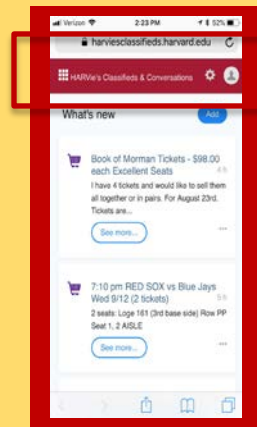 Verizon 2:23 PM 52%
harviesclassifieds.harvard.edu
HARVie's Classifieds & Conversations
What's new Add
Book of Morman Tickets - $98.00
each Excellent Seats 4 h
I have 4 tickets and would like to sell them
all together or in pairs. For August 23rd.
Tickets are...
See more...
7:10 pm RED SOX vs Blue Jays
Wed 9/12 (2 tickets) 5 h
2 seats: Loge 161 (3rd base side) Row PP
Seat 1, 2 AISLE
See more...